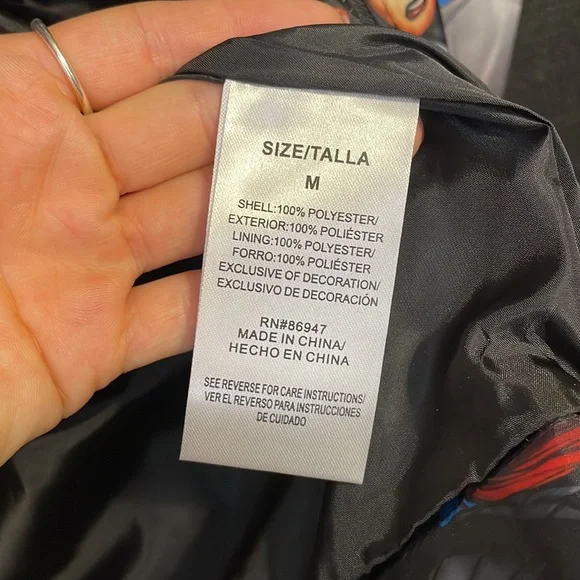 SIZE/TALLA
M
SHELL:100% POLYESTER/
EXTERIOR:100% POLIÉSTER
LINING:100% POLYESTER/
FORRO:100% POLIÉSTER
EXCLUSIVE OF DECORATION/
EXCLUSIVO DE DECORACIÓN
RN#86947
MADE IN CHINA/
HECHO EN CHINA
SEE REVERSE FOR CARE INSTRUCTIONS/
VER EL REVERSO PARA INSTRUCCIONES
DE CUIDADO